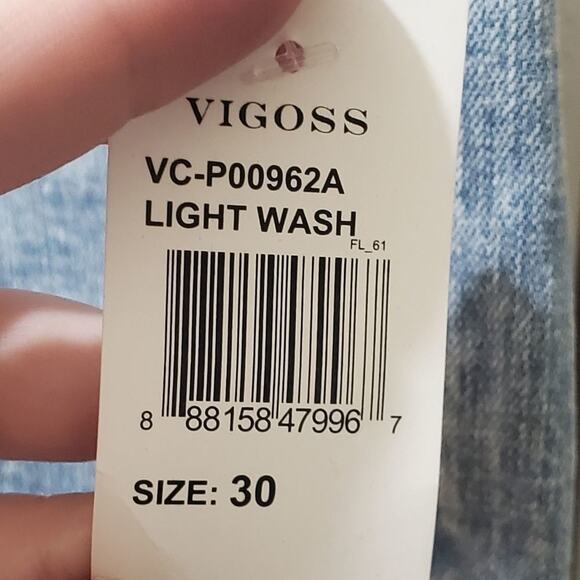 VIGOSS
VC-P00962A
LIGHT WASH
FL_61
8 88158 47996 7
SIZE: 30